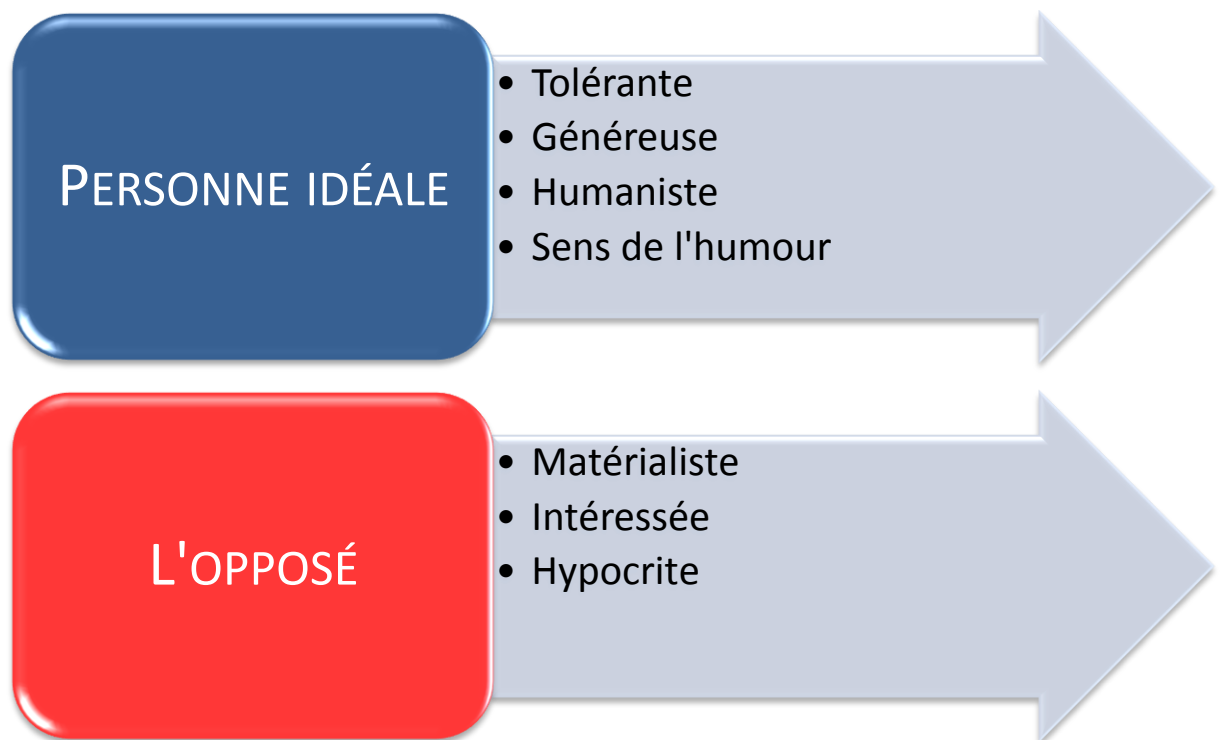 PERSONNE IDÉALE
• Tolérante
• Généreuse
• Humaniste
• Sens de l'humour
L'OPPOSÉ
• Matérialiste
• Intéressée
• Hypocrite